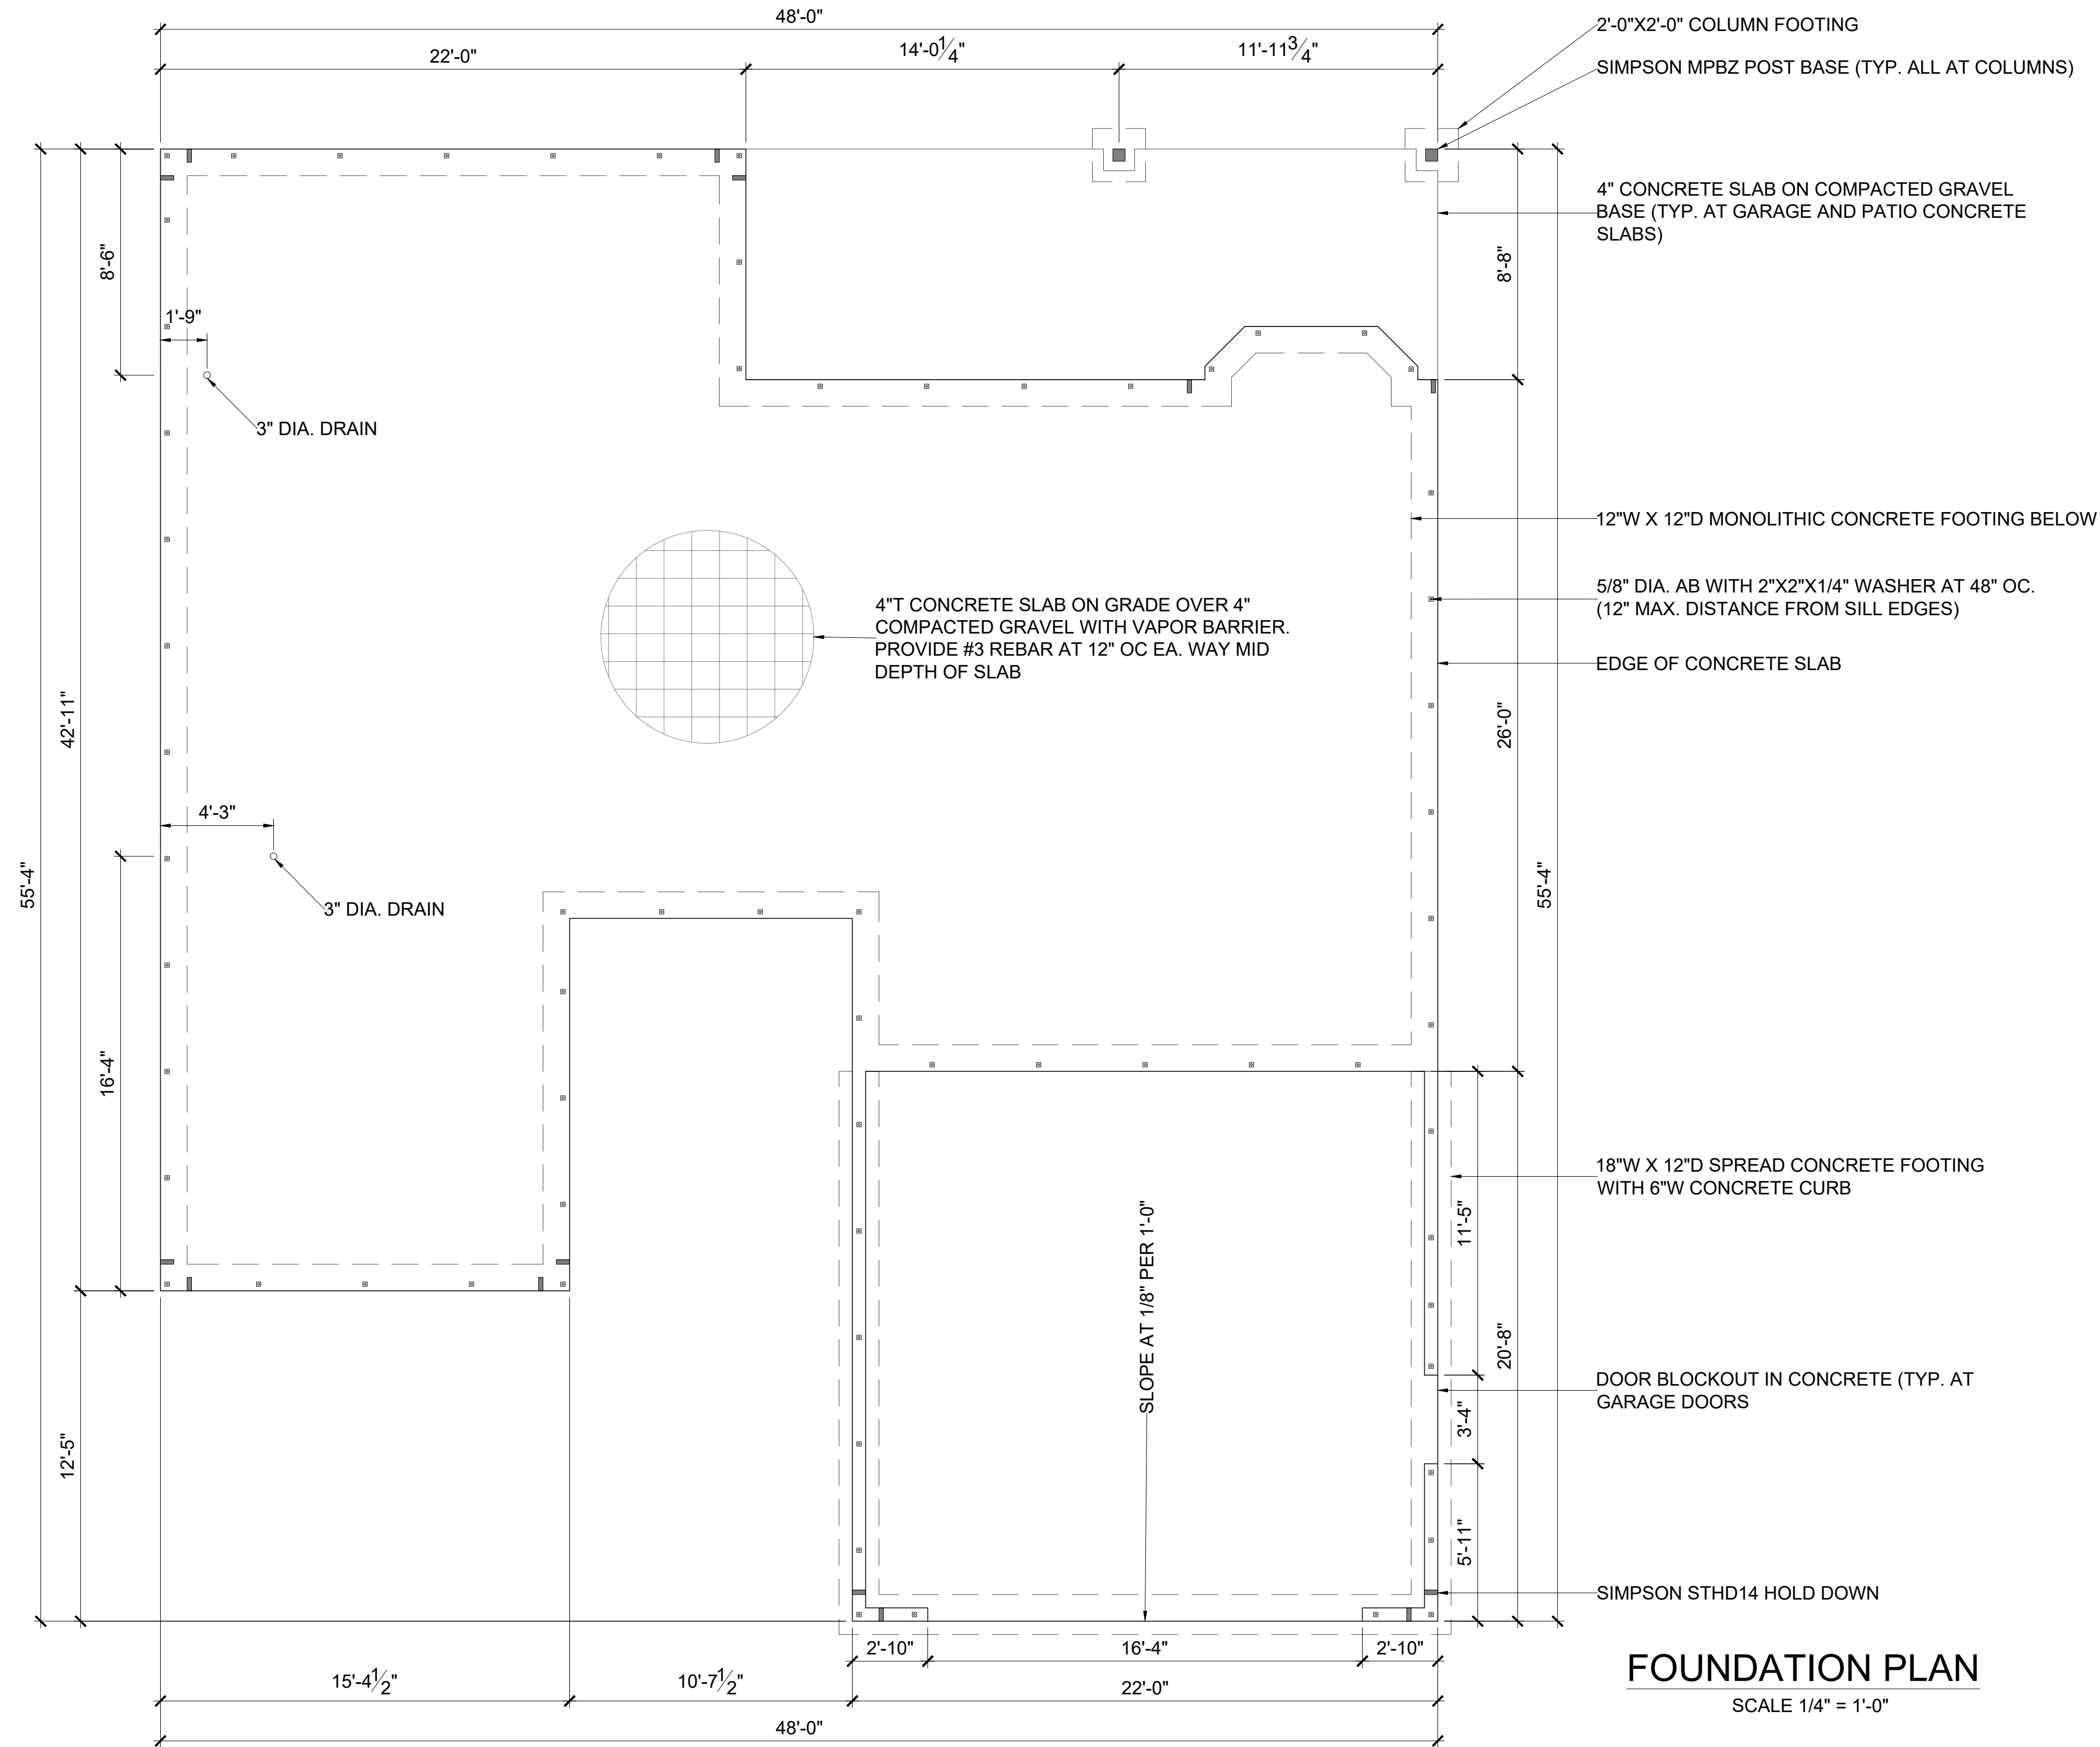 48'-0"
22'-0"
14'-0 1/4"
11'-11 3/4"
2'-0"X2'-0" COLUMN FOOTING
SIMPSON MPBZ POST BASE (TYP. ALL AT COLUMNS)
4" CONCRETE SLAB ON COMPACTED GRAVEL
BASE (TYP. AT GARAGE AND PATIO CONCRETE
SLABS)
8'-6"
8'-8"
1'-9"
3" DIA. DRAIN
12"W X 12"D MONOLITHIC CONCRETE FOOTING BELOW
5/8" DIA. AB WITH 2"X2"X1/4" WASHER AT 48" OC.
(12" MAX. DISTANCE FROM SILL EDGES)
4"T CONCRETE SLAB ON GRADE OVER 4"
COMPACTED GRAVEL WITH VAPOR BARRIER.
PROVIDE #3 REBAR AT 12" OC EA. WAY MID
DEPTH OF SLAB
EDGE OF CONCRETE SLAB
42'-11"
26'-0"
4'-3"
55'-4"
55'-4"
3" DIA. DRAIN
16'-4"
18"W X 12"D SPREAD CONCRETE FOOTING
WITH 6"W CONCRETE CURB
11'-5"
SLOPE AT 1/8" PER 1'-0"
20'-8"
DOOR BLOCKOUT IN CONCRETE (TYP. AT
GARAGE DOORS
3'-4"
12'-5"
5'-11"
SIMPSON STHD14 HOLD DOWN
2'-10"
16'-4"
2'-10"
15'-4 1/2"
10'-7 1/2"
22'-0"
48'-0"
FOUNDATION PLAN
SCALE 1/4" = 1'-0"